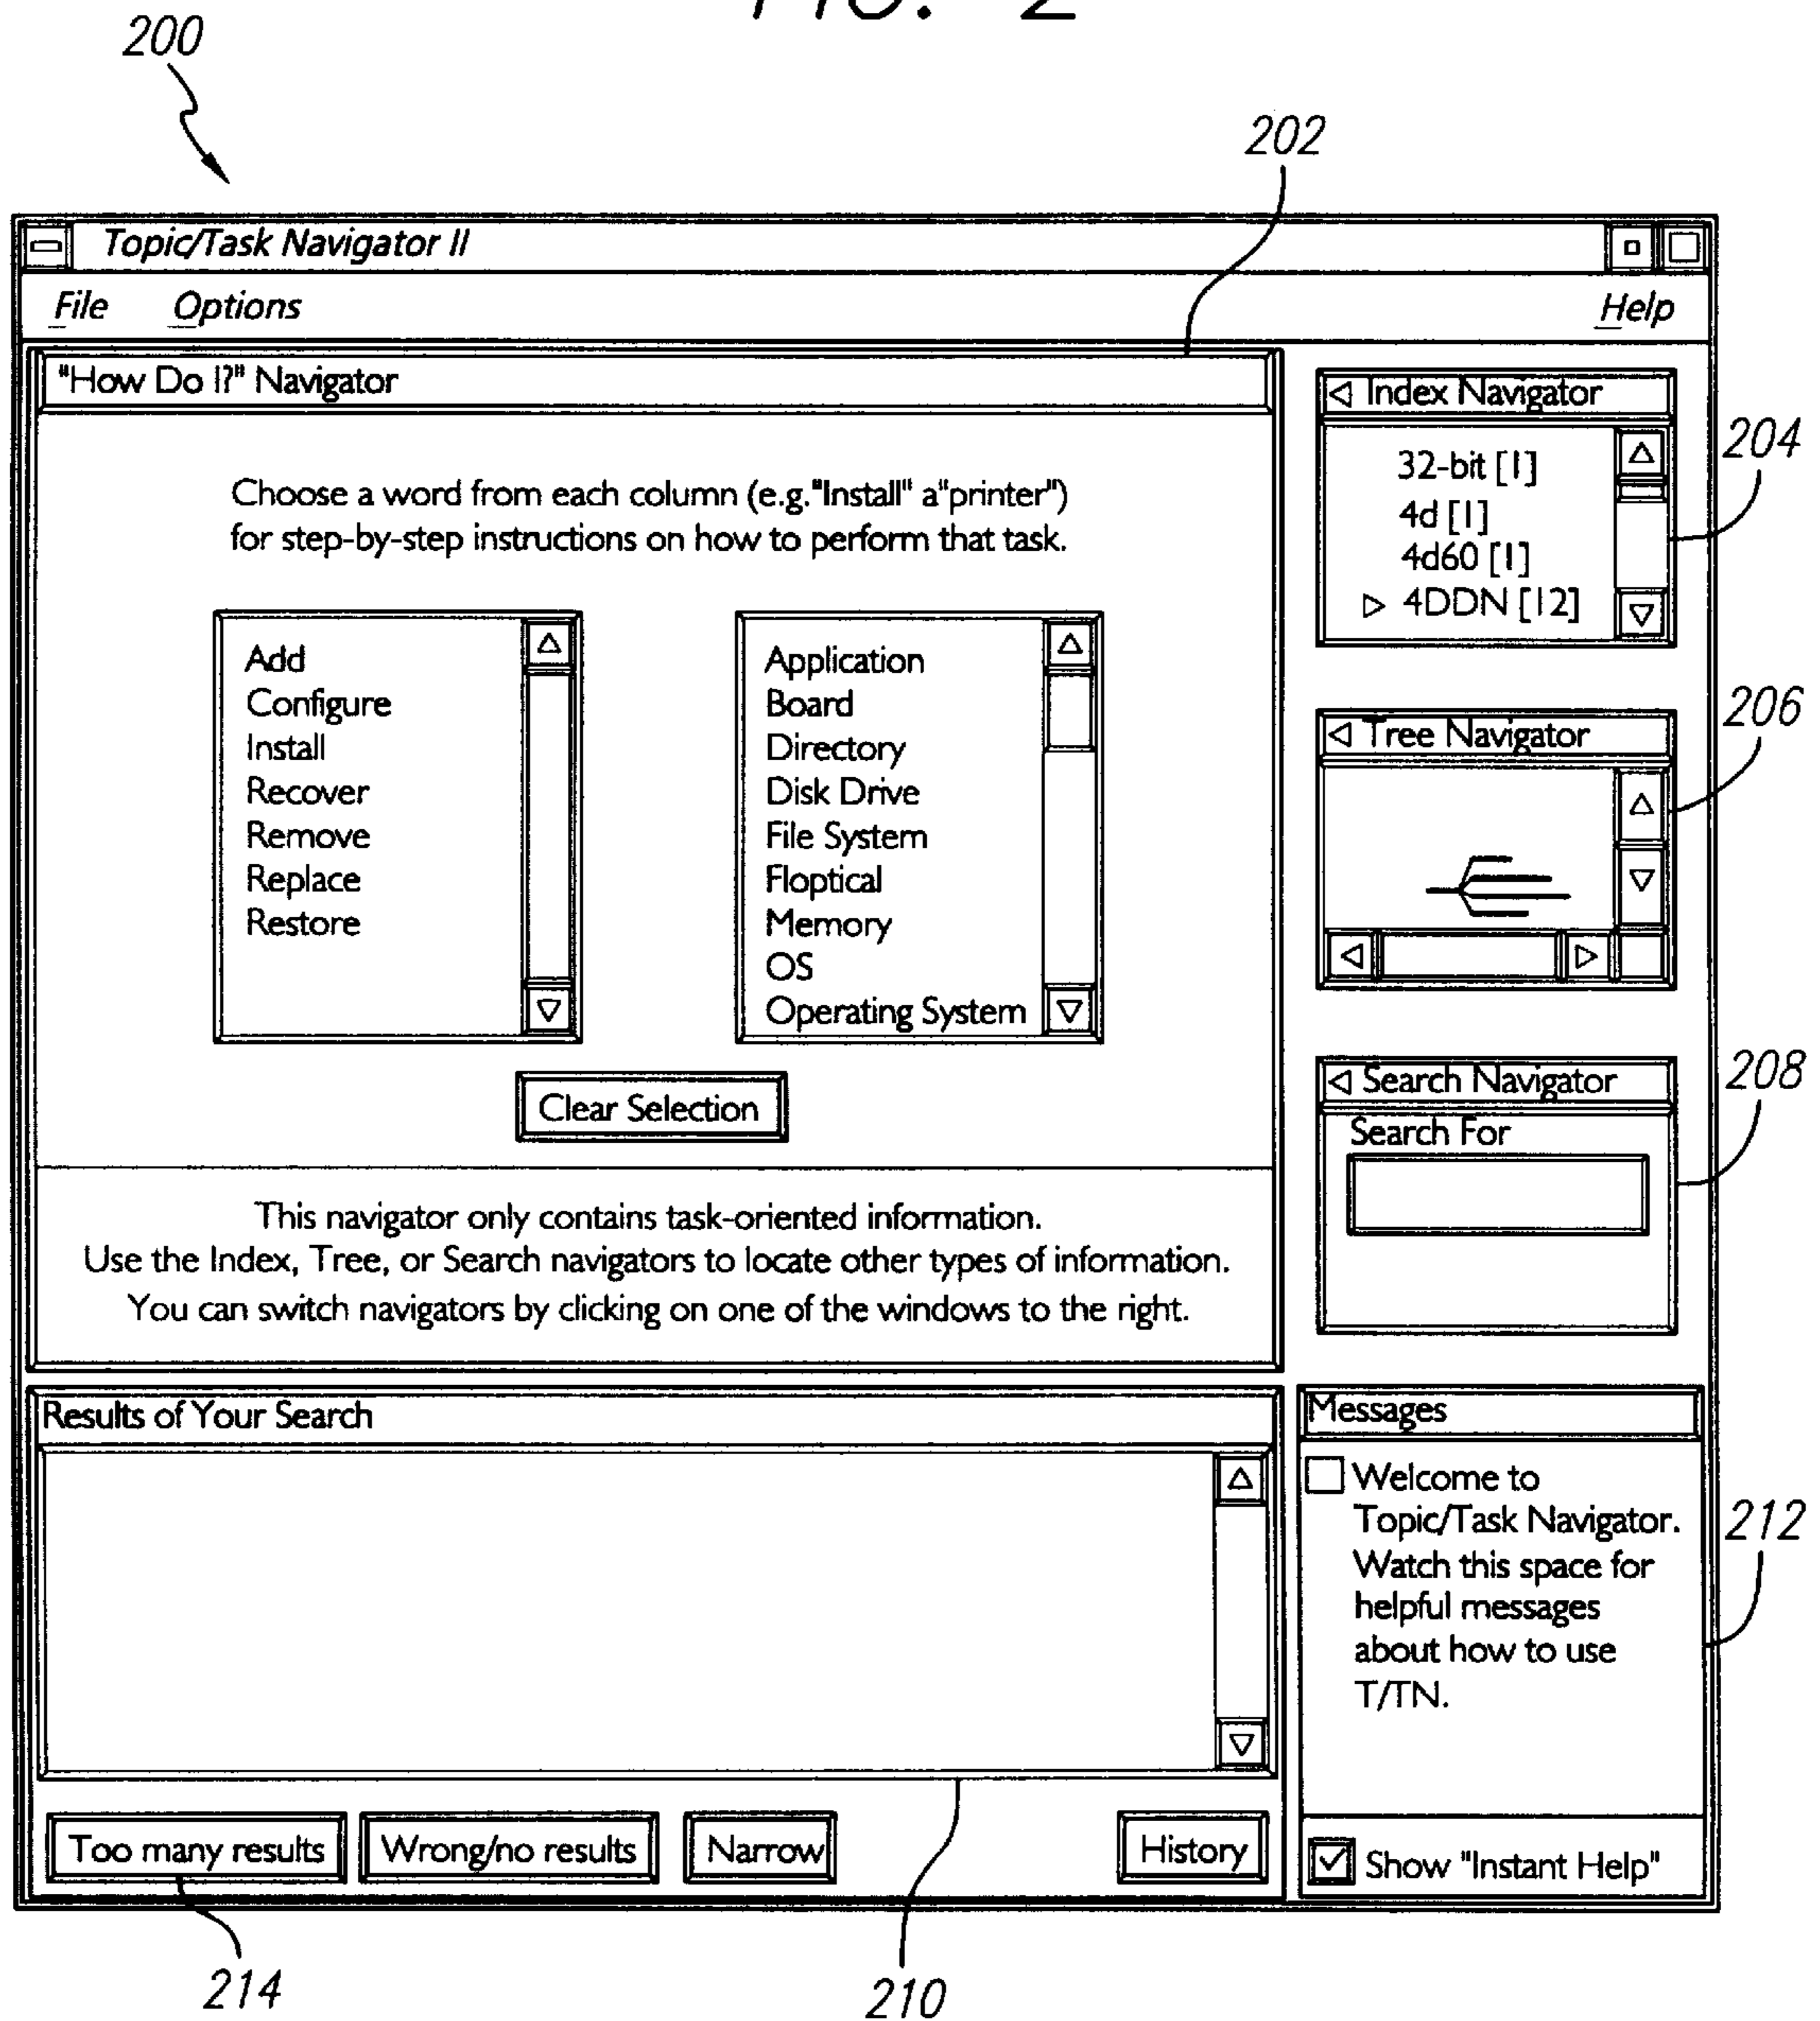 FIG. 2
200
202
Topic/Task Navigator II
File Options Help
"How Do I?" Navigator
Choose a word from each column (e.g."Install" a"printer")
for step-by-step instructions on how to perform that task.
Add
Configure
Install
Recover
Remove
Replace
Restore
Application
Board
Directory
Disk Drive
File System
Floptical
Memory
OS
Operating System
Clear Selection
This navigator only contains task-oriented information.
Use the Index, Tree, or Search navigators to locate other types of information.
You can switch navigators by clicking on one of the windows to the right.
Index Navigator
32-bit [1]
4d [1]
4d60 [1]
4DDN [12]
204
Tree Navigator
206
Search Navigator
Search For
208
Results of Your Search
Too many results Wrong/no results Narrow History
Messages
Welcome to
Topic/Task Navigator.
Watch this space for
helpful messages
about how to use
T/TN.
Show "Instant Help"
212
214
210